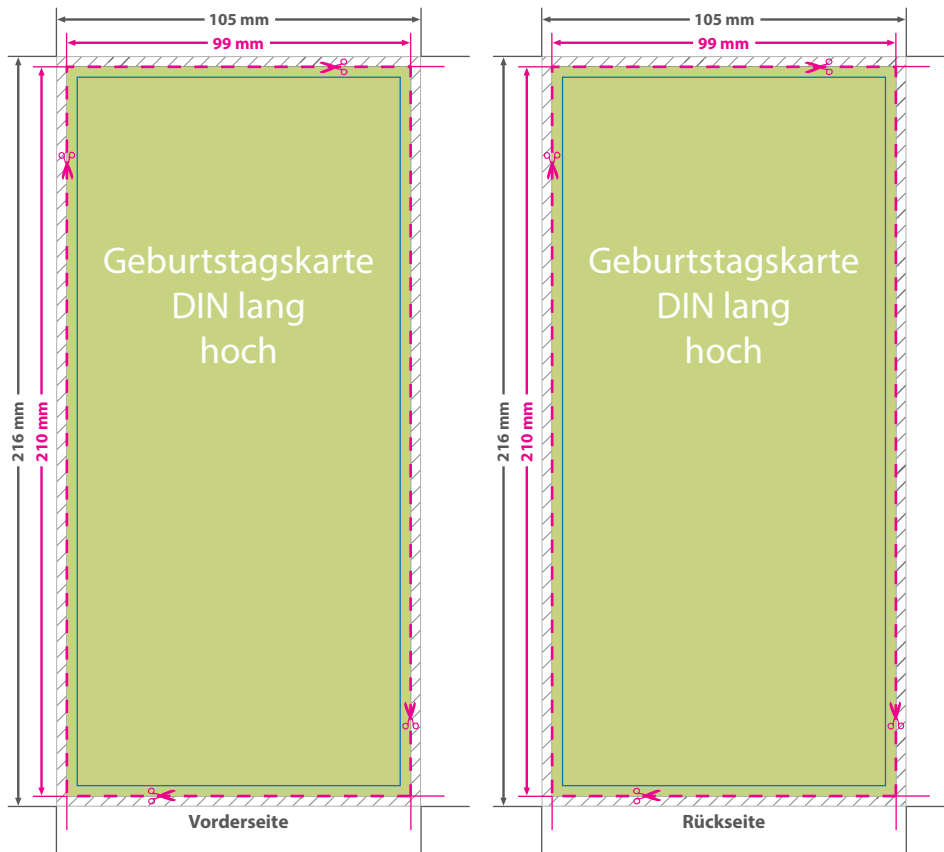 105 mm
99 mm
216 mm
210 mm
Geburtstagskarte
DIN lang
hoch
Vorderseite
105 mm
99 mm
216 mm
210 mm
Geburtstagskarte
DIN lang
hoch
Rückseite